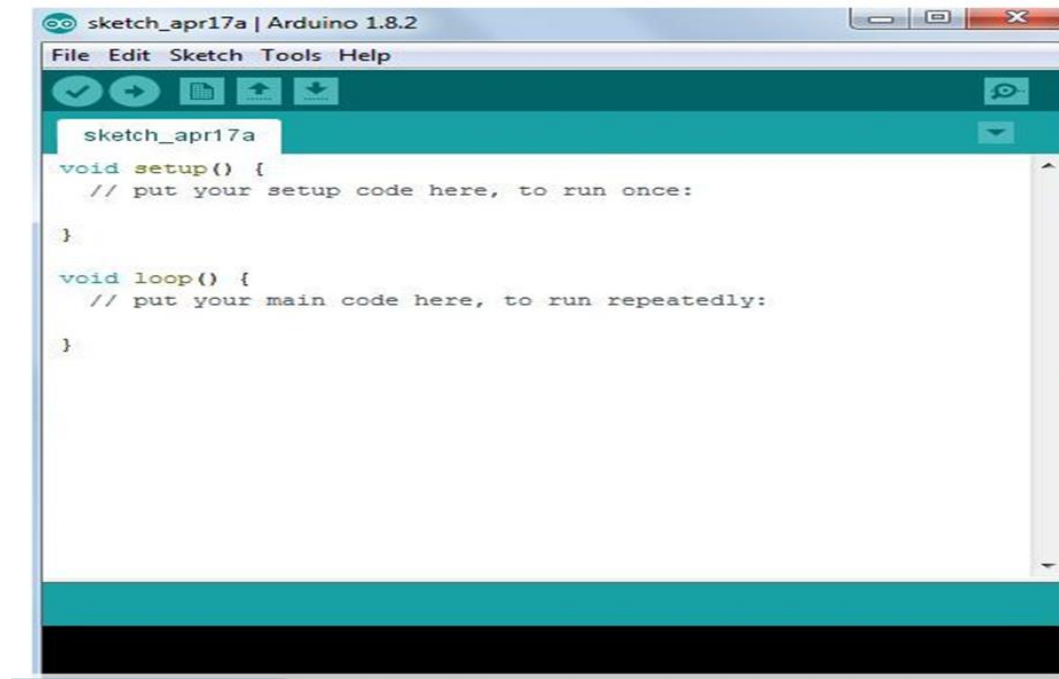 sketch_apr17a | Arduino 1.8.2
File Edit Sketch Tools Help
sketch_apr17a
void setup() {
  // put your setup code here, to run once:

}

void loop() {
  // put your main code here, to run repeatedly:

}